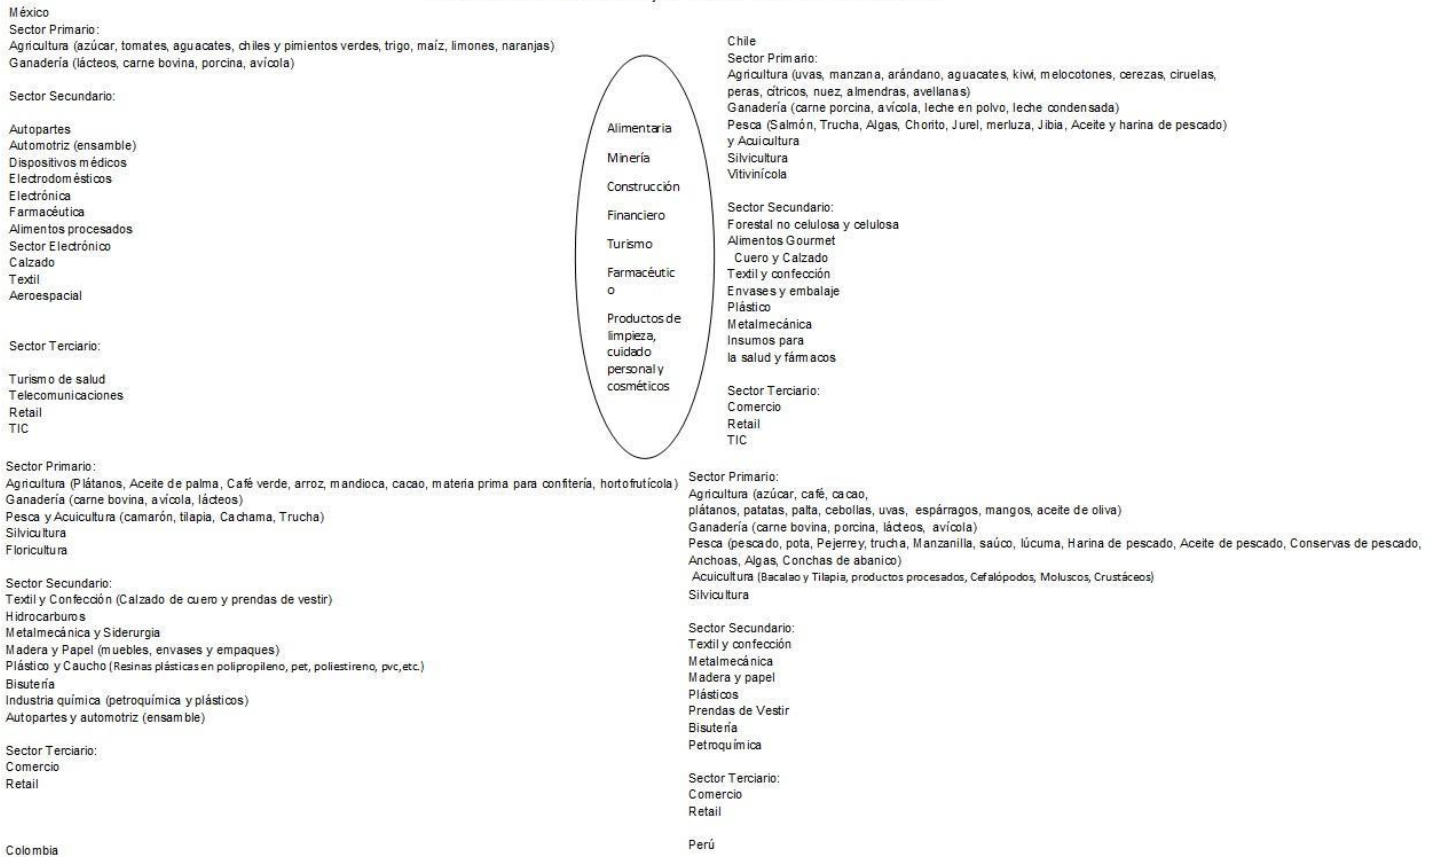 México
Sector Primario:
Agricultura (azúcar, tomates, aguacates, chiles y pimientos verdes, trigo, maíz, limones, naranjas)
Ganadería (lácteos, carne bovina, porcina, avícola)
Sector Secundario:
Autopartes
Automotriz (ensamble)
Dispositivos médicos
Electrodomésticos
Electrónica
Farmacéutica
Alimentos procesados
Sector Electrónico
Calzado
Textil
Aeroespacial
Sector Terciario:
Turismo de salud
Telecomunicaciones
Retail
TIC
Alimentaria
Minería
Construcción
Financiero
Turismo
Farmacéutic
o
Productos de
limpieza,
cuidado
personal y
cosméticos
Chile
Sector Primario:
Agricultura (uvas, manzana, arándano, aguacates, kiwi, melocotones, cerezas, ciruelas,
peras, cítricos, nuez, almendras, avellanas)
Ganadería (carne porcina, avícola, leche en polvo, leche condensada)
Pesca (Salmón, Trucha, Algas, Chorito, Jurel, merluza, Jibia, Aceite y harina de pescado)
y Acuicultura
Silvicultura
Vitivinícola
Sector Secundario:
Forestal no celulosa y celulosa
Alimentos Gourmet
Cuero y Calzado
Textil y confección
Envases y embalaje
Plástico
Metalmecánica
Insumos para
la salud y fármacos
Sector Terciario:
Comercio
Retail
TIC
Sector Primario:
Agricultura (Plátanos, Aceite de palma, Café verde, arroz, mandioca, cacao, materia prima para confitería, hortofrutícola)
Ganadería (carne bovina, avícola, lácteos)
Pesca y Acuicultura (camarón, tilapia, Cachama, Trucha)
Silvicultura
Floricultura
Sector Secundario:
Textil y Confección (Calzado de cuero y prendas de vestir)
Hidrocarburos
Metalmecánica y Siderurgia
Madera y Papel (muebles, envases y empaques)
Plástico y Caucho (Resinas plásticas en polipropileno, pet, poliestireno, pvc,etc.)
Bisutería
Industria química (petroquímica y plásticos)
Autopartes y automotriz (ensamble)
Sector Terciario:
Comercio
Retail
Colombia
Sector Primario:
Agricultura (azúcar, café, cacao,
plátanos, patatas, palta, cebollas, uvas, espárragos, mangos, aceite de oliva)
Ganadería (carne bovina, porcina, lácteos, avícola)
Pesca (pescado, pota, Pejerrey, trucha, Manzanilla, saúco, lúcuma, Harina de pescado, Aceite de pescado, Conservas de pescado,
Anchoas, Algas, Conchas de abanico)
Acuicultura (Bacalao y Tilapia, productos procesados, Cefalópodos, Moluscos, Crustáceos)
Silvicultura
Sector Secundario:
Textil y confección
Metalmecánica
Madera y papel
Plásticos
Prendas de Vestir
Bisutería
Petroquímica
Sector Terciario:
Comercio
Retail
Perú